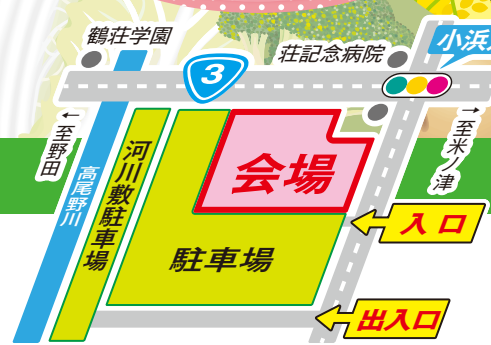 鶴荘学園
3
荘記念病院
小浜
←至野田
→至米ノ津
高尾野川
河川敷駐車場
会場
駐車場
入口
出入口